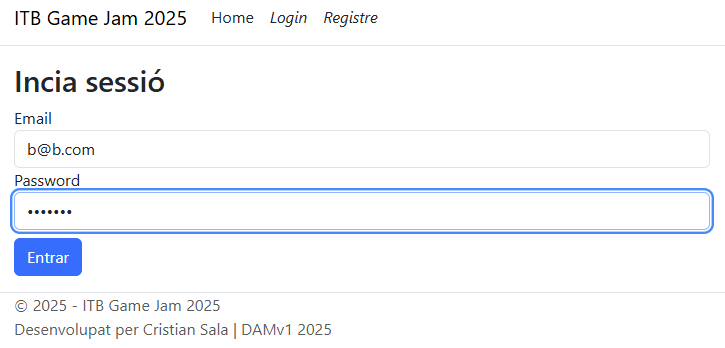 ITB Game Jam 2025 Home Login Registre
Incia sessió
Email
b@b.com
Password
•••••••
Entrar
© 2025 - ITB Game Jam 2025
Desenvolupat per Cristian Sala | DAMv1 2025